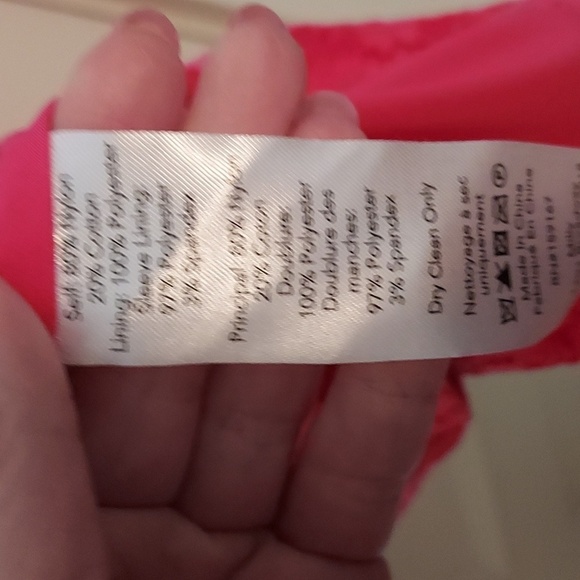 Self: 80% Nylon
20% Cotton
Lining: 100% Polyester
Sleeve Lining:
97% Polyester
3% Spandex
Principal: 80% Nylon
20% Coton
Doublure:
100% Polyester
Doublure des
manches:
97% Polyester
3% Spandex
Dry Clean Only
Nettoyage à sec
uniquement
Made in China
Fabriqué en Chine